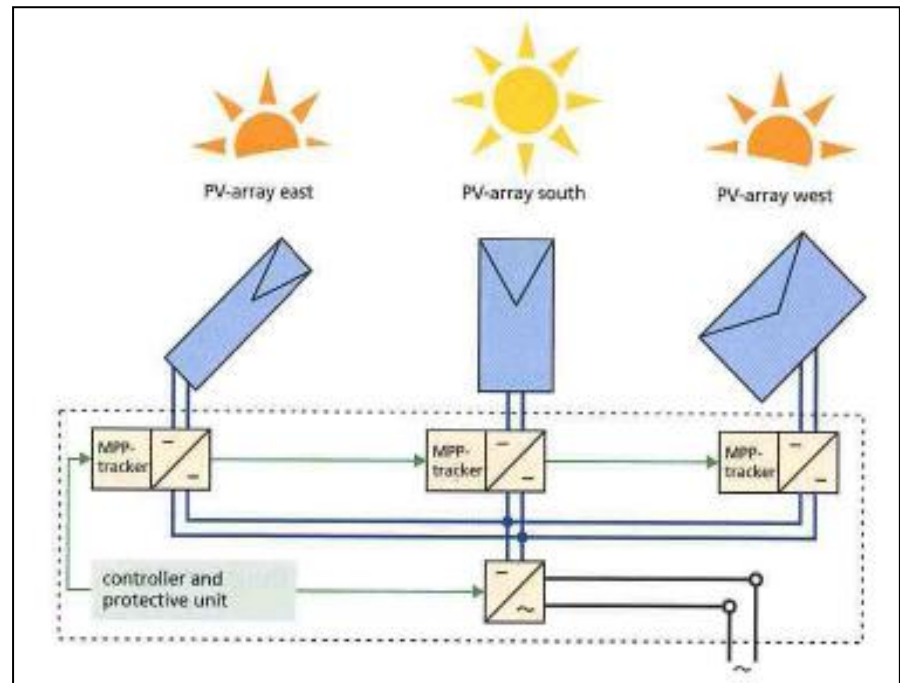 PV-array east
PV-array south
PV-array west
MPP-
tracker
MPP-
tracker
MPP-
tracker
controller and
protective unit